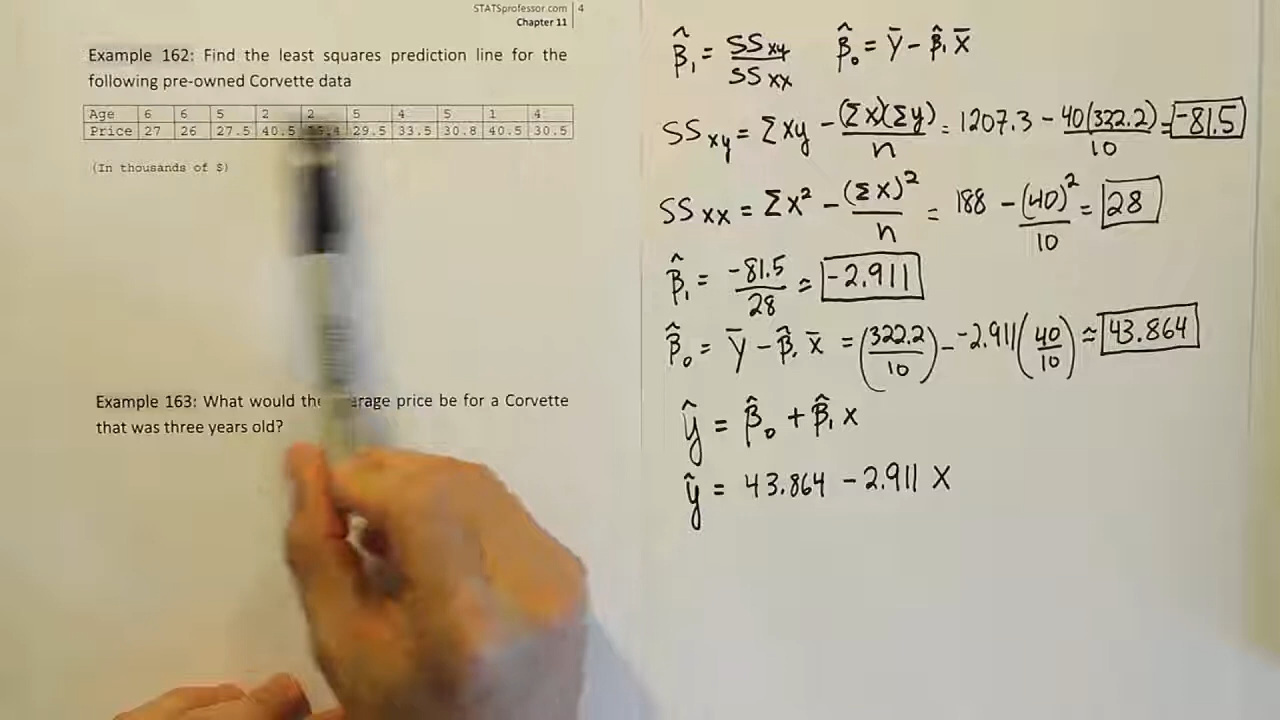 STATSprofessor.com | 4
Chapter 11
Example 162: Find the least squares prediction line for the
following pre-owned Corvette data
Age 6 6 5 2 2 5 4 5 1 4
Price 27 26 27.5 40.5 29.5 33.5 30.8 40.5 30.5
(In thousands of $)
Example 163: What would the price be for a Corvette
that was three years old?
β̂₁ = SSxy/SSxx β̂₀ = ȳ - β̂₁x̄
SSxy = Σxy - (Σx)(Σy)/n = 1207.3 - 40(322.2)/10 = -81.5
SSxx = Σx² - (Σx)²/n = 188 - (40)²/10 = 28
β̂₁ = -81.5/28 ≈ -2.911
β̂₀ = ȳ - β̂₁x̄ = (322.2/10) - -2.911(40/10) ≈ 43.864
ŷ = β̂₀ + β̂₁x
ŷ = 43.864 - 2.911 x